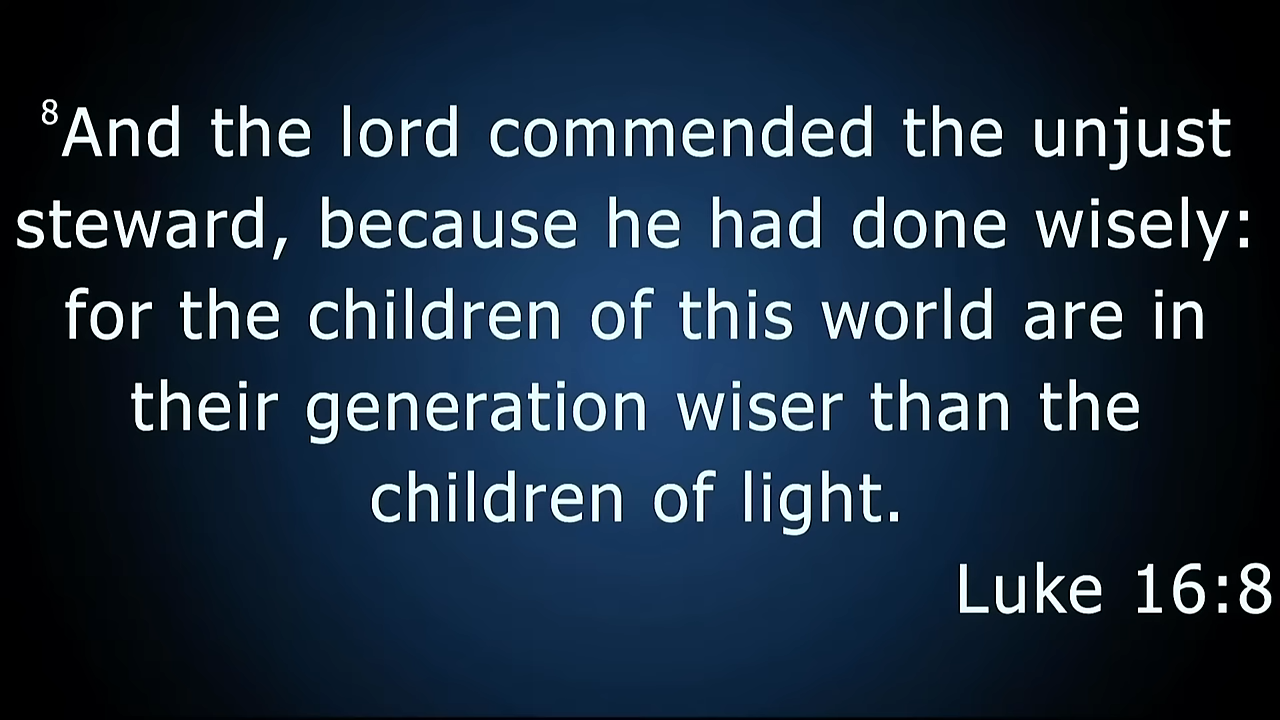 ⁸And the lord commended the unjust
steward, because he had done wisely:
for the children of this world are in
their generation wiser than the
children of light.
Luke 16:8